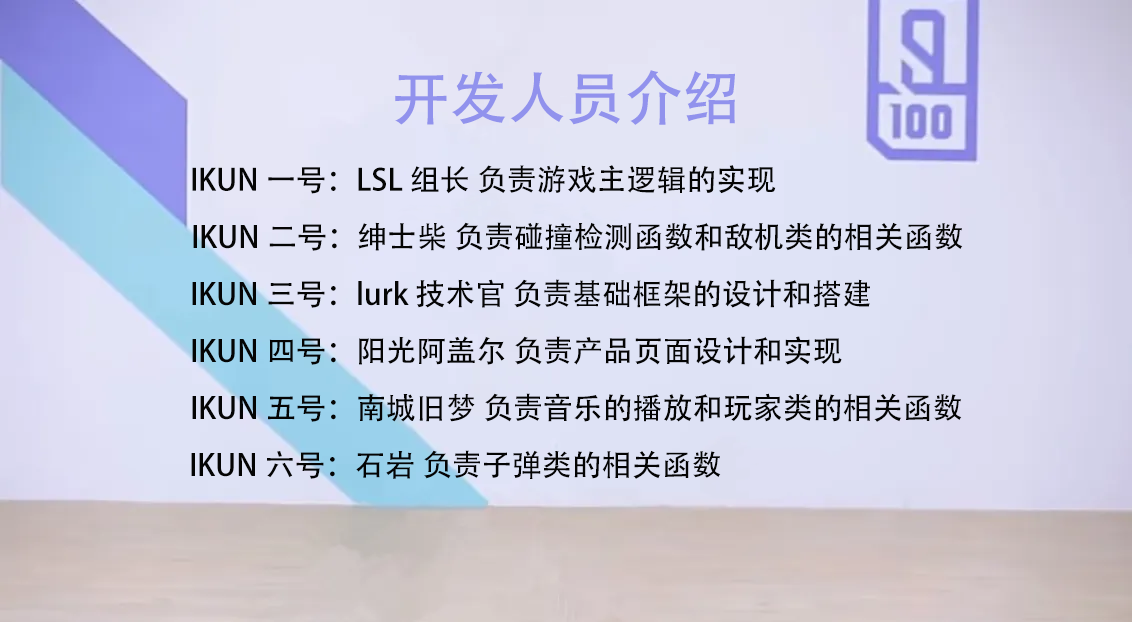 100
开发人员介绍
IKUN 一号：LSL 组长 负责游戏主逻辑的实现
IKUN 二号：绅士柴 负责碰撞检测函数和敌机类的相关函数
IKUN 三号：lurk 技术官 负责基础框架的设计和搭建
IKUN 四号：阳光阿盖尔 负责产品页面设计和实现
IKUN 五号：南城旧梦 负责音乐的播放和玩家类的相关函数
IKUN 六号：石岩 负责子弹类的相关函数